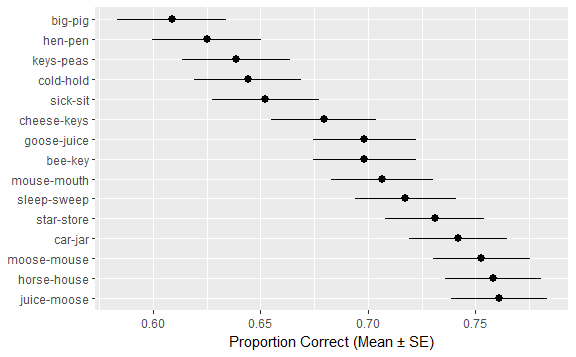 big-pig
hen-pen
keys-peas
cold-hold
sick-sit
cheese-keys
goose-juice
bee-key
mouse-mouth
sleep-sweep
star-store
car-jar
moose-mouse
horse-house
juice-moose
0.60 0.65 0.70 0.75
Proportion Correct (Mean ± SE)